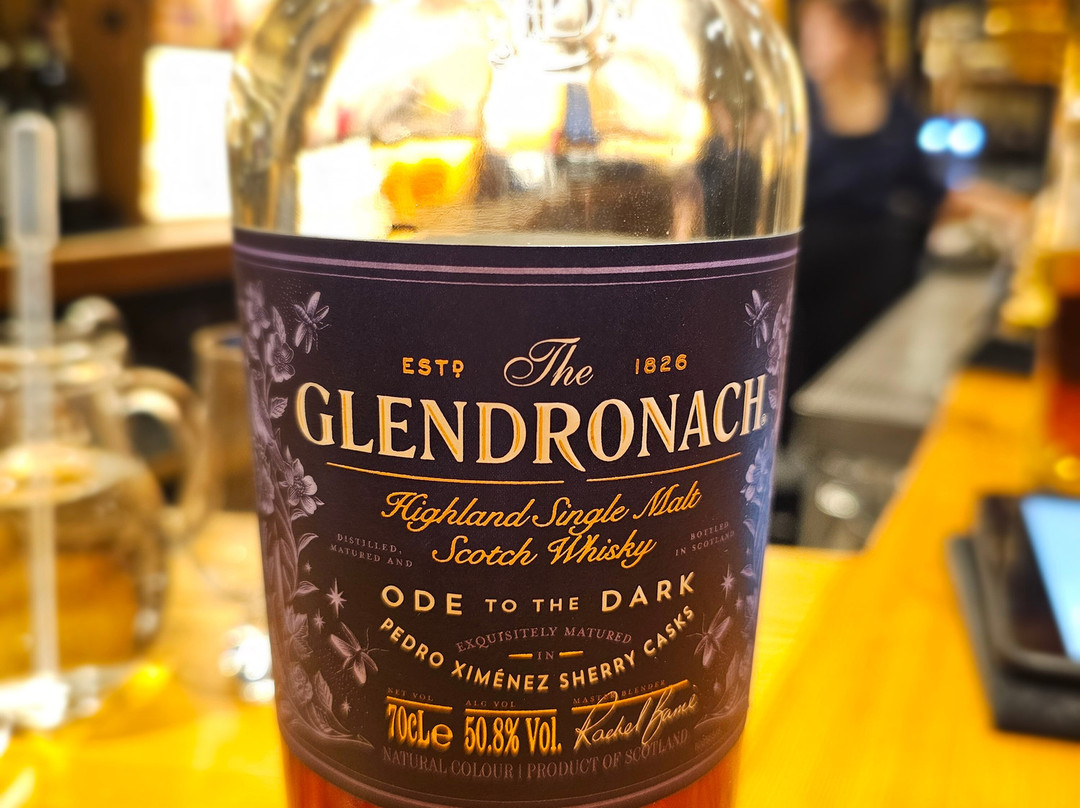 ESTD The 1826
GLENDRONACH
Highland Single Malt
Scotch Whisky
DISTILLED,
MATURED AND
BOTTLED
IN SCOTLAND
ODE TO THE DARK
EXQUISITELY MATURED
IN
PEDRO XIMÉNEZ SHERRY CASKS
NET VOL
70cLe
ALC VOL
50.8% Vol.
MASTER BLENDER
Rachel Barrie
NATURAL COLOUR | PRODUCT OF SCOTLAND